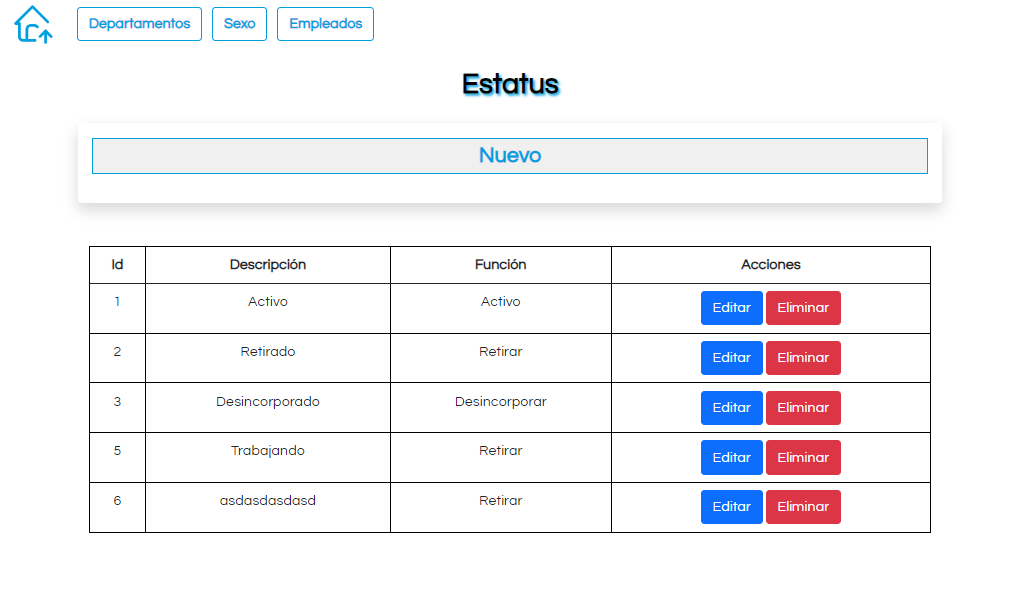 Departamentos Sexo Empleados
Estatus
Nuevo
Id Descripción Función Acciones
1 Activo Activo Editar Eliminar
2 Retirado Retirar Editar Eliminar
3 Desincorporado Desincorporar Editar Eliminar
5 Trabajando Retirar Editar Eliminar
6 asdasdasdasd Retirar Editar Eliminar